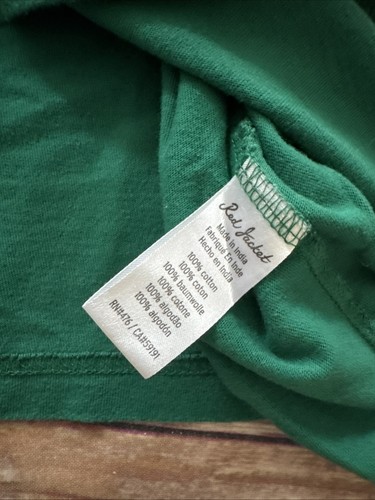 Red Jacket
Made in India
Fabriqué En Inde
Hecho en India
100% cotton
100% coton
100% baumwolle
100% cotone
100% algodão
100% algodón
RN#476 / CA#59191